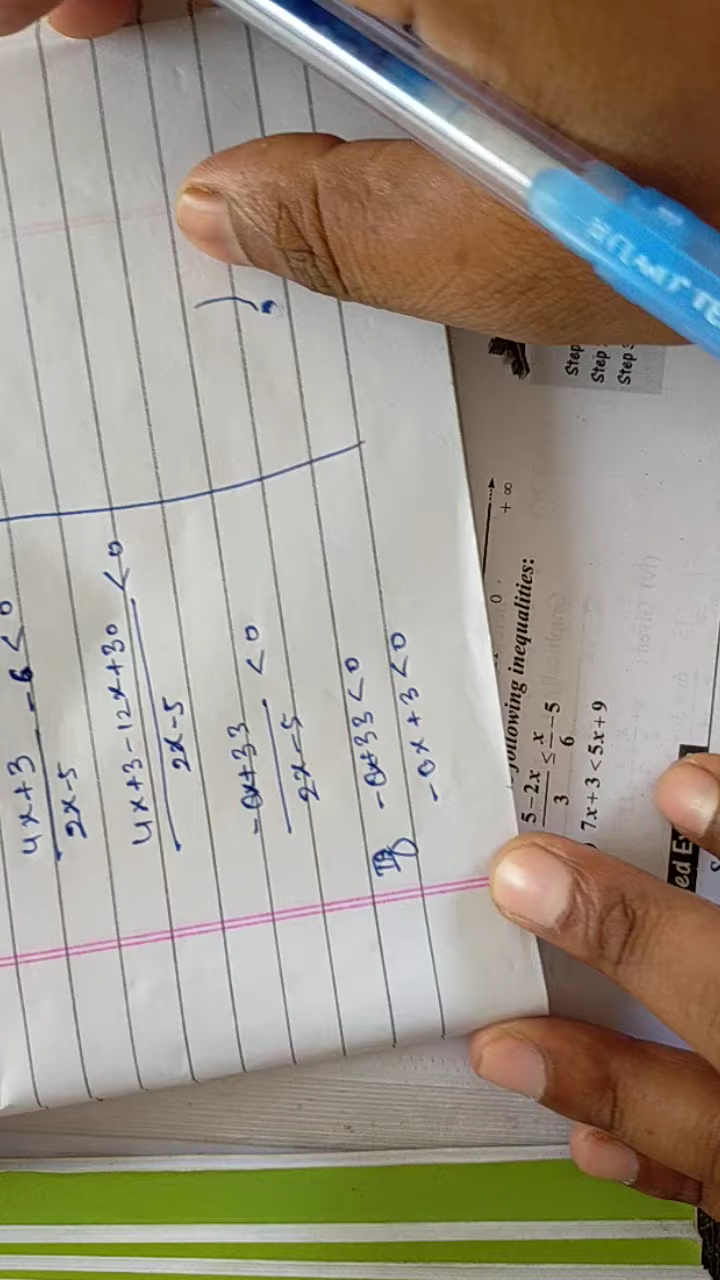 4x+3/2x-5 - 6 < 0
4x+3-12x+30/2x-5 < 0
-8x+33/2x-5 < 0
If -8x+33<0
-8x+3<0
Step
Step
Step
0 +∞
following inequalities:
5-2x/3 ≤ x/6 - 5
) 7x+3<5x+9